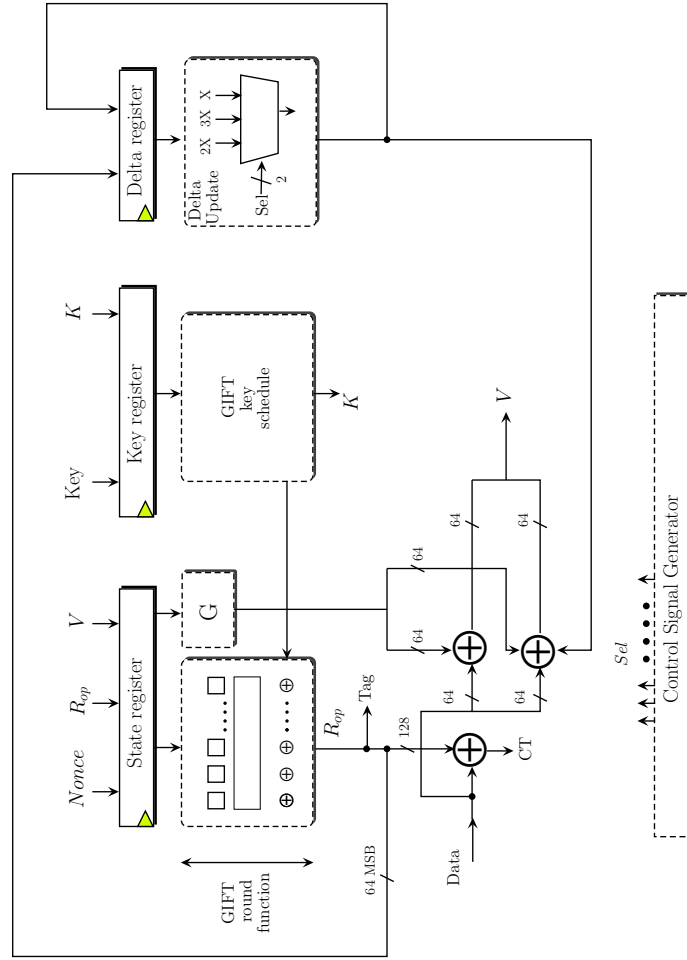 Nonce
R_op
V
State register
G
GIFT
round
function
R_op
Tag
64 MSB
128
Data
CT
64
64
64
64
64
64
V
Key
K
Key register
GIFT
key
schedule
K
Delta register
Delta
Update
2X 3X X
Sel
2
Sel
Control Signal Generator